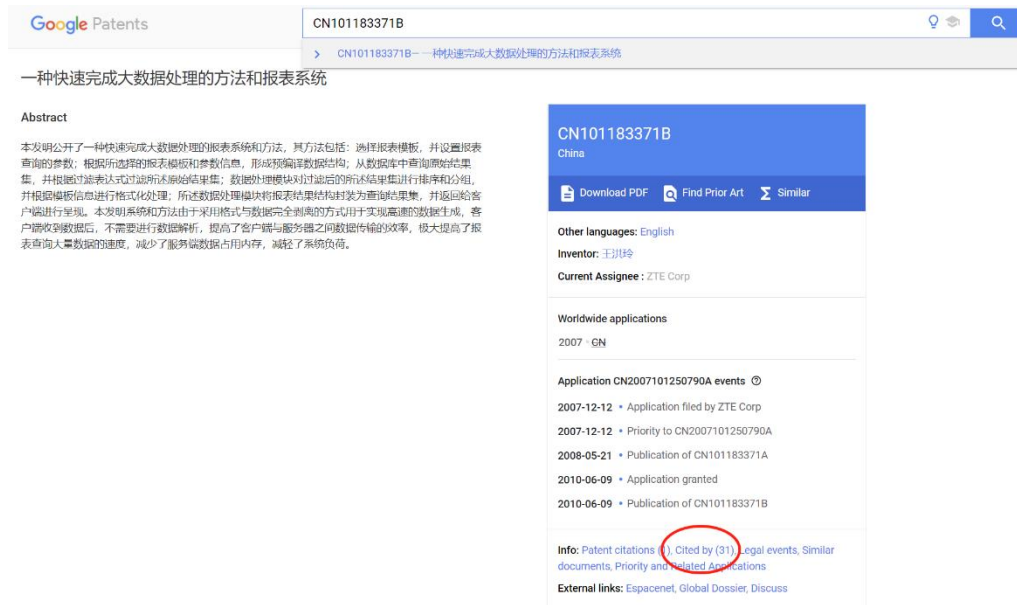 Google Patents
CN101183371B
CN101183371B-- 一种快速完成大数据处理的方法和报表系统
一种快速完成大数据处理的方法和报表系统
Abstract
本发明公开了一种快速完成大数据处理的报表系统和方法，其方法包括：选择报表模板，并设置报表
查询的参数；根据所选择的报表模板和参数信息，形成预编译数据结构；从数据库中查询原始结果
集，并根据过滤表达式过滤所述原始结果集；数据处理模块对过滤后的所述结果集进行排序和分组，
并根据模板信息进行格式化处理；所述数据处理模块将报表结果结构封装为查询结果集，并返回给客
户端进行呈现。本发明系统和方法由于采用格式与数据完全剥离的方式用于实现高速的数据生成，客
户端收到数据后，不需要进行数据解析，提高了客户端与服务器之间数据传输的效率，极大提高了报
表查询大量数据的速度，减少了服务端数据占用内存，减轻了系统负荷。
CN101183371B
China
Download PDF Find Prior Art Similar
Other languages: English
Inventor: 王洪玲
Current Assignee : ZTE Corp
Worldwide applications
2007 · CN
Application CN2007101250790A events
2007-12-12 • Application filed by ZTE Corp
2007-12-12 • Priority to CN2007101250790A
2008-05-21 • Publication of CN101183371A
2010-06-09 • Application granted
2010-06-09 • Publication of CN101183371B
Info: Patent citations (1), Cited by (31), Legal events, Similar
documents, Priority and Related Applications
External links: Espacenet, Global Dossier, Discuss